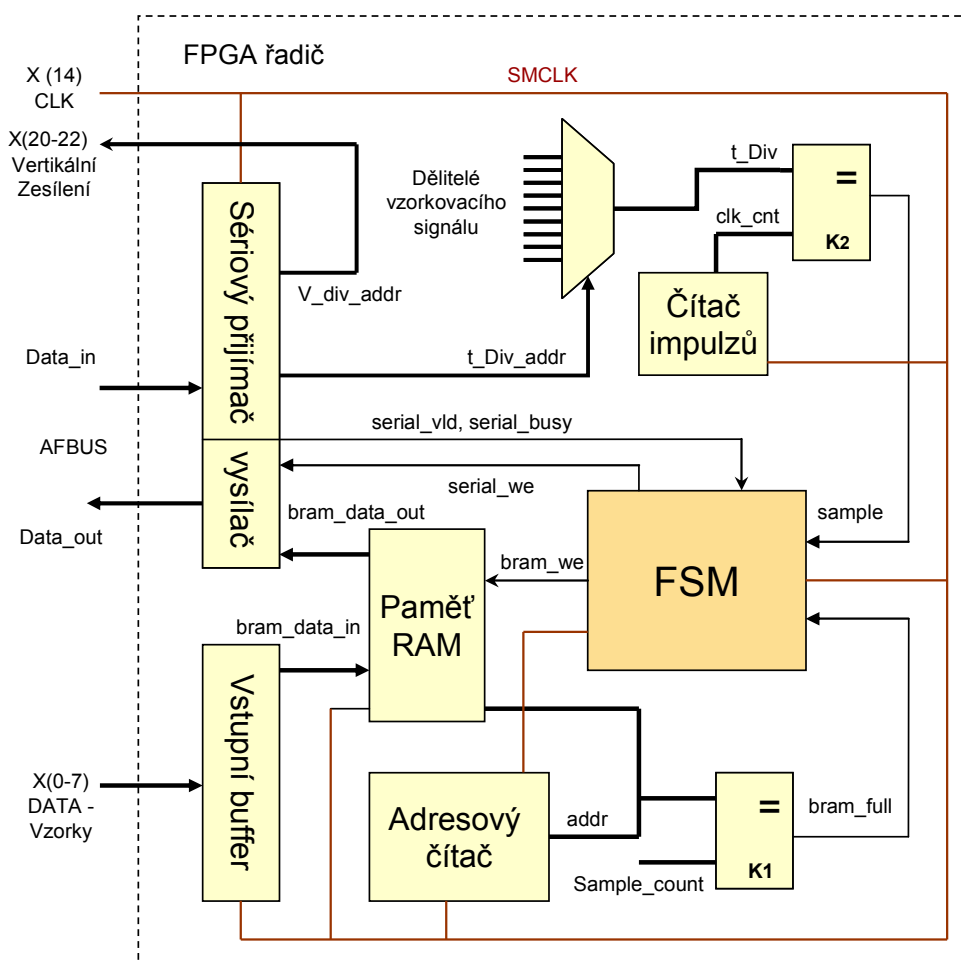 FPGA řadič
X (14)
CLK
SMCLK
X(20-22)
Vertikální
Zesílení
Dělitelé
vzorkovacího
signálu
t_Div
=
K2
clk_cnt
Sériový přijímač
V_div_addr
Čítač
impulzů
Data_in
t_Div_addr
serial_vld, serial_busy
AFBUS
vysílač
serial_we
bram_data_out
sample
Data_out
bram_we
FSM
Paměť
RAM
bram_data_in
Vstupní buffer
X(0-7)
DATA -
Vzorky
Adresový
čítač
addr
=
K1
bram_full
Sample_count